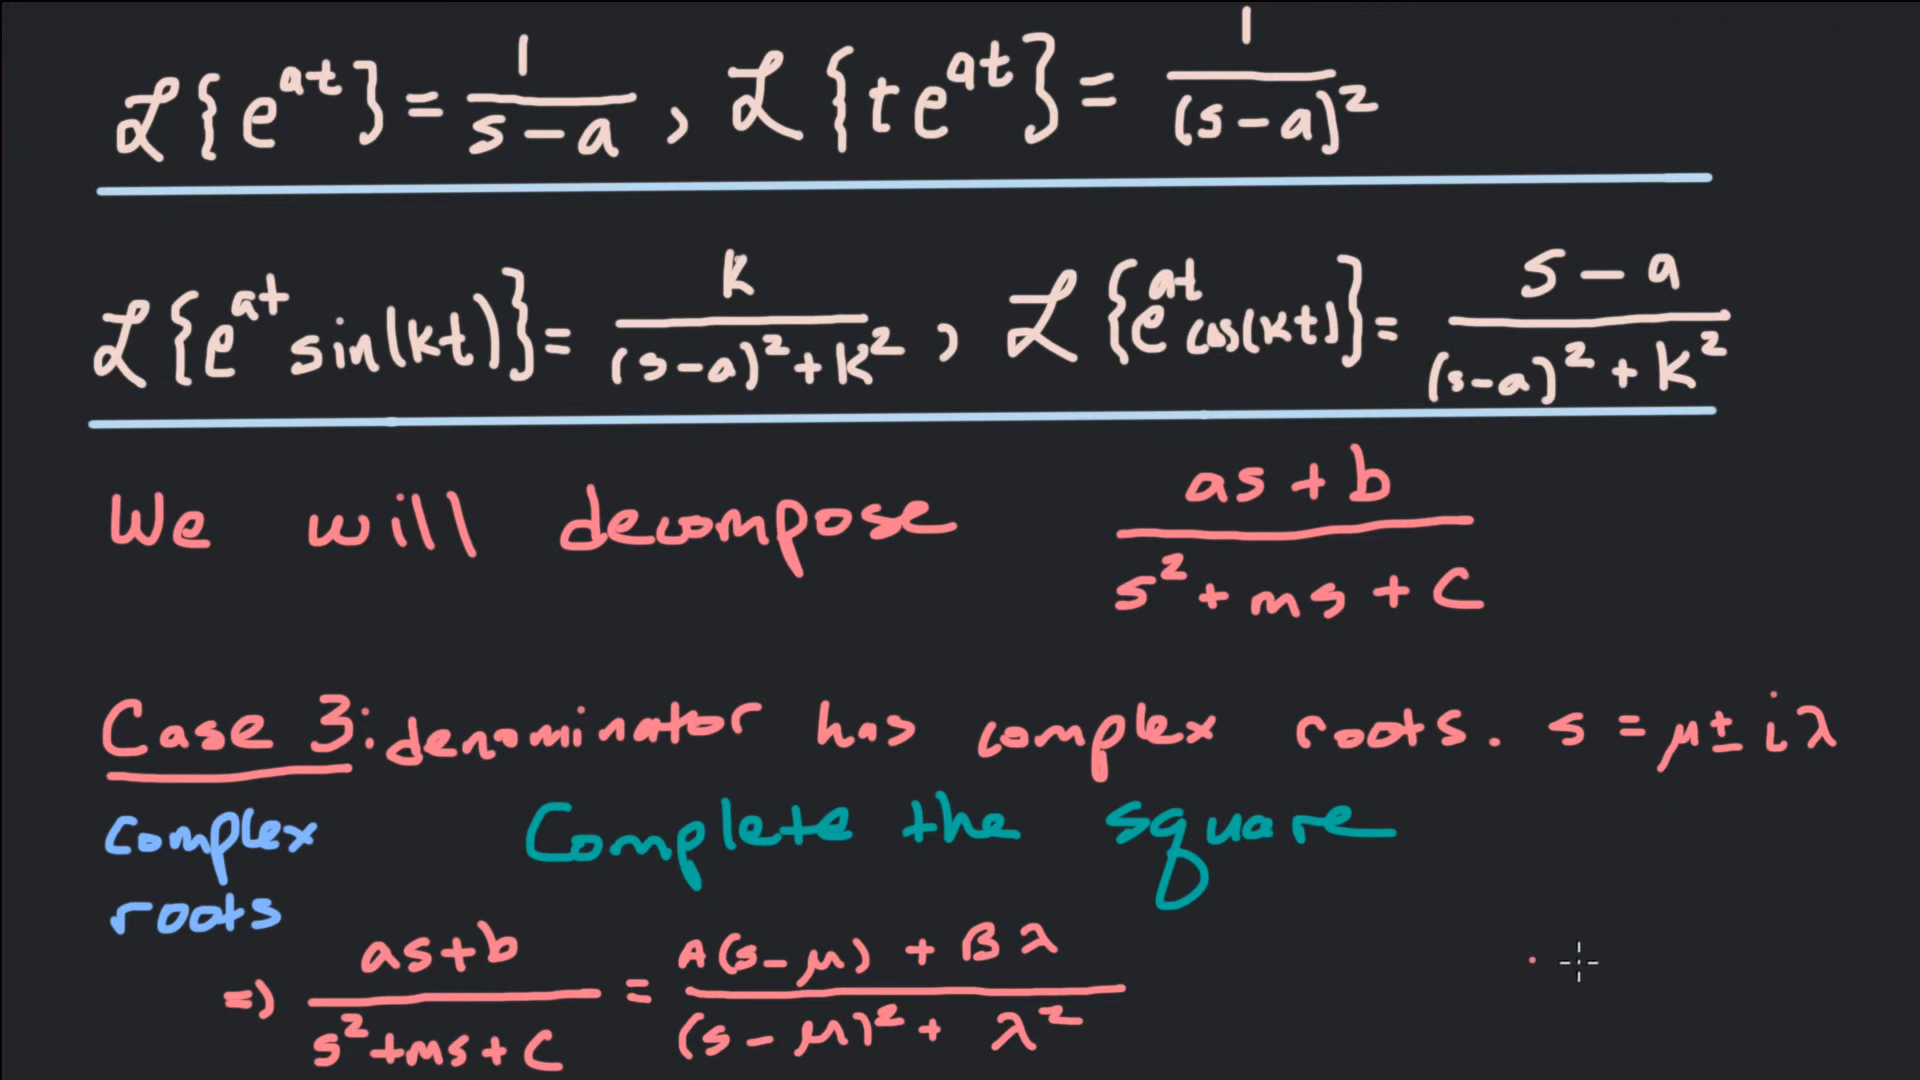 ℒ{e^{at}} = 1/(s-a), ℒ{te^{at}} = 1/(s-a)^2
ℒ{e^{at} sin(kt)} = k/((s-a)^2+k^2), ℒ{e^{at} cos(kt)} = (s-a)/((s-a)^2+k^2)
We will decompose (as+b)/(s^2+ms+c)
Case 3: denominator has complex roots. s = μ ± iλ
complex roots
Complete the square
=> (as+b)/(s^2+ms+c) = (A(s-μ) + Bλ)/((s-μ)^2 + λ^2)